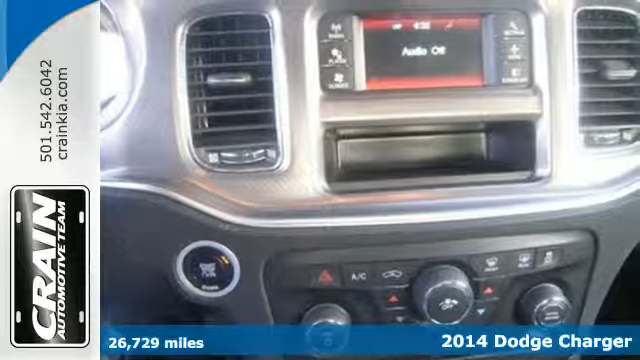 501.542.6042
crainkia.com
CRAIN
AUTOMOTIVE TEAM
Audio Off
A/C
26,729 miles
2014 Dodge Charger